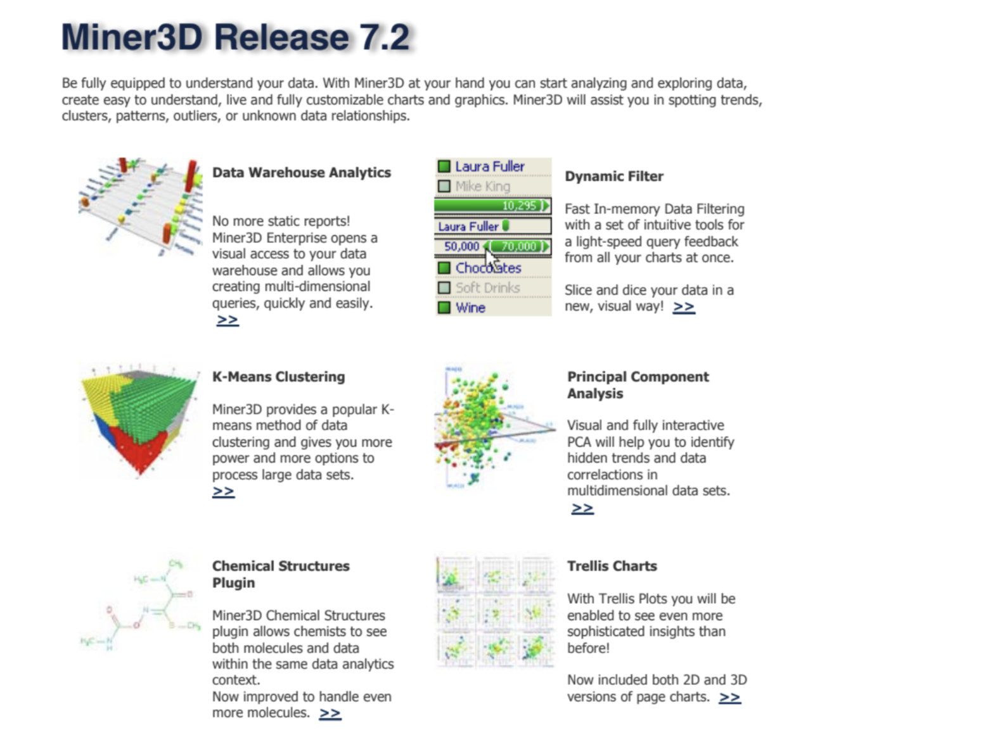 Miner3D Release 7.2
Be fully equipped to understand your data. With Miner3D at your hand you can start analyzing and exploring data,
create easy to understand, live and fully customizable charts and graphics. Miner3D will assist you in spotting trends,
clusters, patterns, outliers, or unknown data relationships.
Data Warehouse Analytics
No more static reports!
Miner3D Enterprise opens a
visual access to your data
warehouse and allows you
creating multi-dimensional
queries, quickly and easily.
>>
Laura Fuller
Mike King
10,295
Laura Fuller
50,000 70,000
Chocolates
Soft Drinks
Wine
Dynamic Filter
Fast In-memory Data Filtering
with a set of intuitive tools for
a light-speed query feedback
from all your charts at once.
Slice and dice your data in a
new, visual way! >>
K-Means Clustering
Miner3D provides a popular K-
means method of data
clustering and gives you more
power and more options to
process large data sets.
>>
Principal Component
Analysis
Visual and fully interactive
PCA will help you to identify
hidden trends and data
correlactions in
multidimensional data sets.
>>
CH₃
H₃C N
O
O N
O S CH₃
H₃C N
H
Chemical Structures
Plugin
Miner3D Chemical Structures
plugin allows chemists to see
both molecules and data
within the same data analytics
context.
Now improved to handle even
more molecules. >>
Trellis Charts
With Trellis Plots you will be
enabled to see even more
sophisticated insights than
before!
Now included both 2D and 3D
versions of page charts. >>